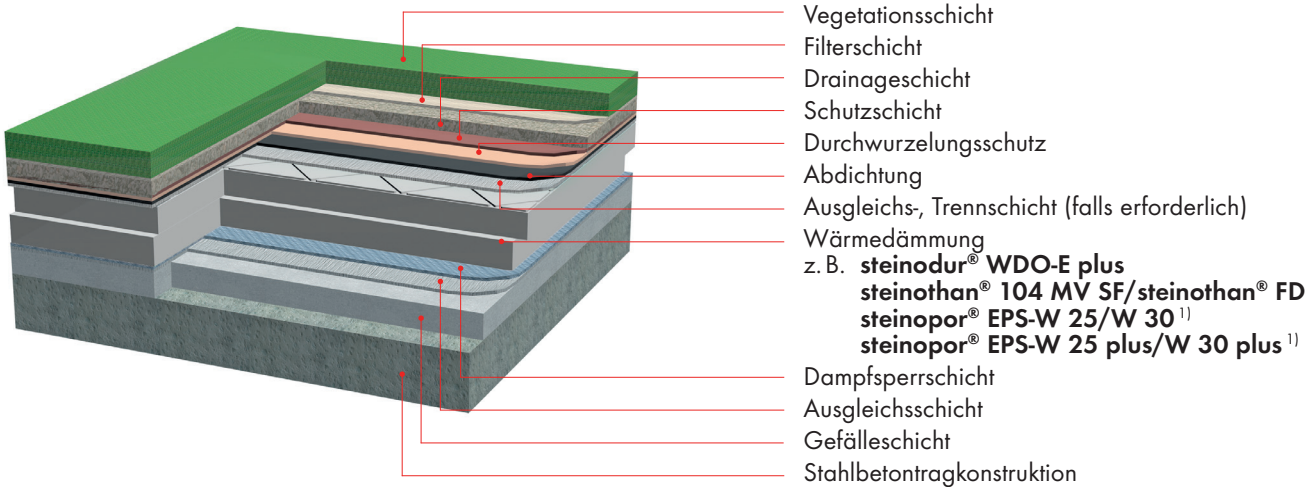 Vegetationsschicht
Filterschicht
Drainageschicht
Schutzschicht
Durchwurzelungsschutz
Abdichtung
Ausgleichs-, Trennschicht (falls erforderlich)
Wärmedämmung
z. B. steinodur® WDO-E plus
steinothan® 104 MV SF/steinothan® FD
steinopor® EPS-W 25/W 30 ¹⁾
steinopor® EPS-W 25 plus/W 30 plus ¹⁾
Dampfsperrschicht
Ausgleichsschicht
Gefälleschicht
Stahlbetontragkonstruktion